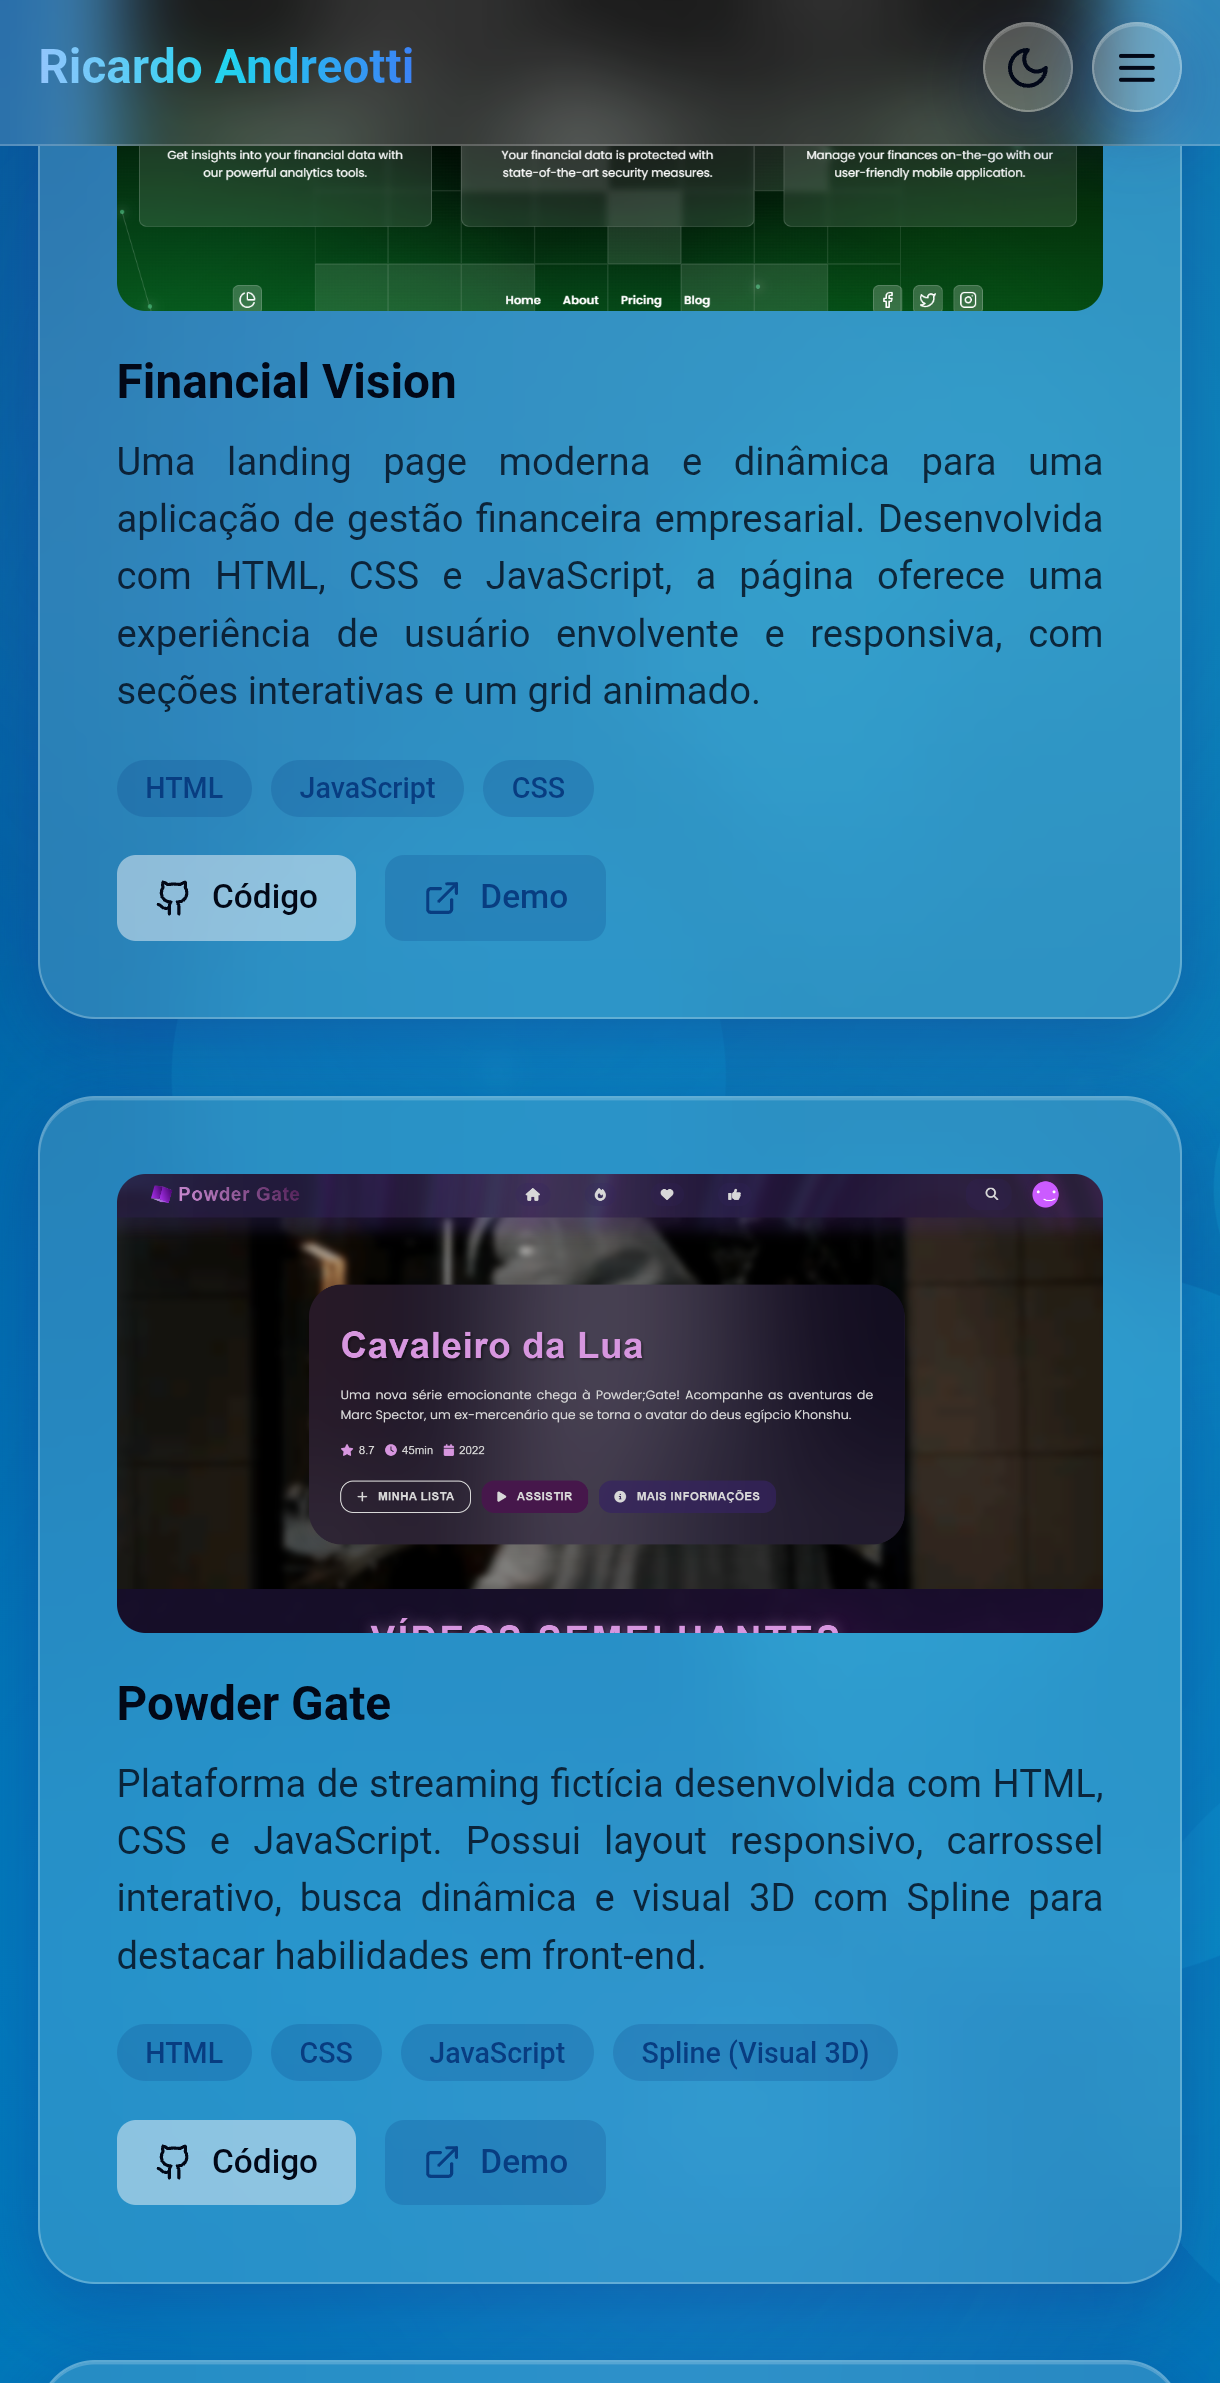 Ricardo Andreotti
Get insights into your financial data with
our powerful analytics tools.
Your financial data is protected with
state-of-the-art security measures.
Manage your finances on-the-go with our
user-friendly mobile application.
Home About Pricing Blog
Financial Vision
Uma landing page moderna e dinâmica para uma
aplicação de gestão financeira empresarial. Desenvolvida
com HTML, CSS e JavaScript, a página oferece uma
experiência de usuário envolvente e responsiva, com
seções interativas e um grid animado.
HTML JavaScript CSS
Código Demo
Powder Gate
Cavaleiro da Lua
Uma nova série emocionante chega à Powder;Gate! Acompanhe as aventuras de
Marc Spector, um ex-mercenário que se torna o avatar do deus egípcio Khonshu.
8.7 45min 2022
MINHA LISTA ASSISTIR MAIS INFORMAÇÕES
VÍDEOS SEMELHANTES
Powder Gate
Plataforma de streaming fictícia desenvolvida com HTML,
CSS e JavaScript. Possui layout responsivo, carrossel
interativo, busca dinâmica e visual 3D com Spline para
destacar habilidades em front-end.
HTML CSS JavaScript Spline (Visual 3D)
Código Demo